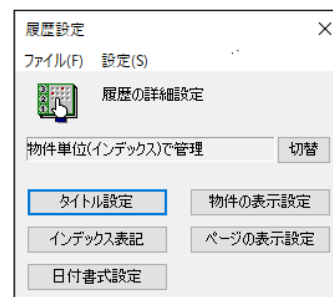 履歴設定
ファイル(F) 設定(S)
履歴の詳細設定
物件単位(インデックス)で管理 切替
タイトル設定 物件の表示設定
インデックス表記 ページの表示設定
日付書式設定